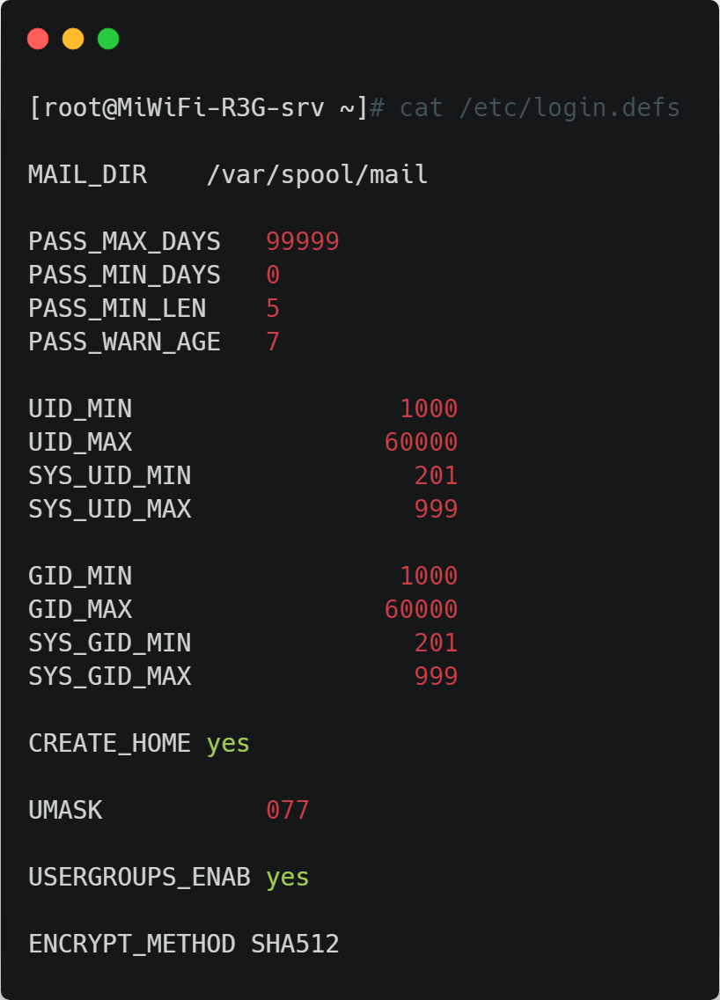 [root@MiWiFi-R3G-srv ~]# cat /etc/login.defs
MAIL_DIR    /var/spool/mail
PASS_MAX_DAYS   99999
PASS_MIN_DAYS   0
PASS_MIN_LEN    5
PASS_WARN_AGE   7
UID_MIN                  1000
UID_MAX                 60000
SYS_UID_MIN               201
SYS_UID_MAX               999
GID_MIN                  1000
GID_MAX                 60000
SYS_GID_MIN               201
SYS_GID_MAX               999
CREATE_HOME yes
UMASK           077
USERGROUPS_ENAB yes
ENCRYPT_METHOD SHA512